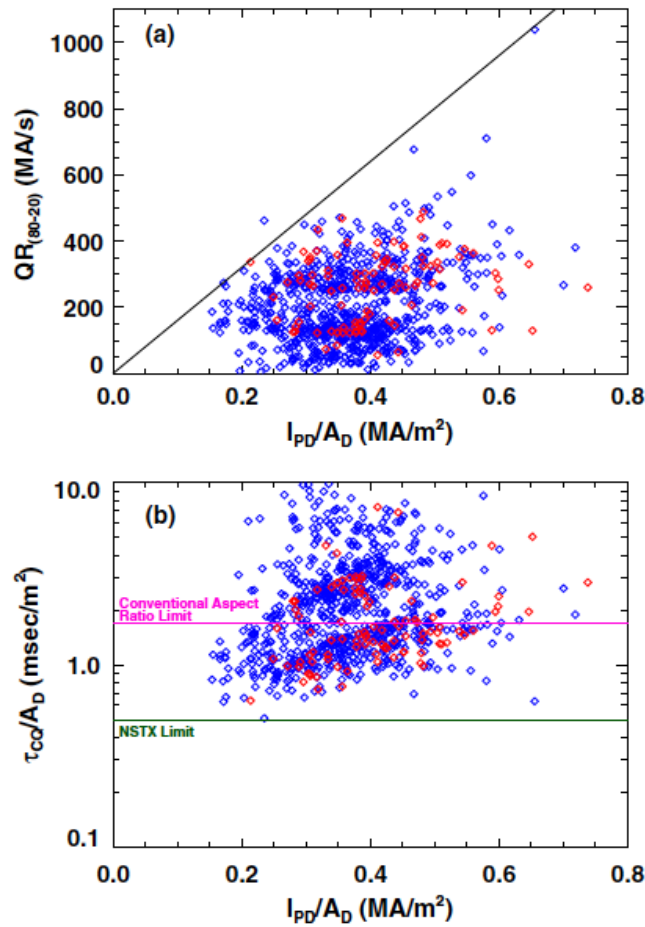 (a)
1000
800
600
400
200
0
QR(80-20) (MA/s)
0.0 0.2 0.4 0.6 0.8
IPD/AD (MA/m²)
(b)
10.0
1.0
0.1
Conventional Aspect
Ratio Limit
NSTX Limit
τCQ/AD (msec/m²)
0.0 0.2 0.4 0.6 0.8
IPD/AD (MA/m²)